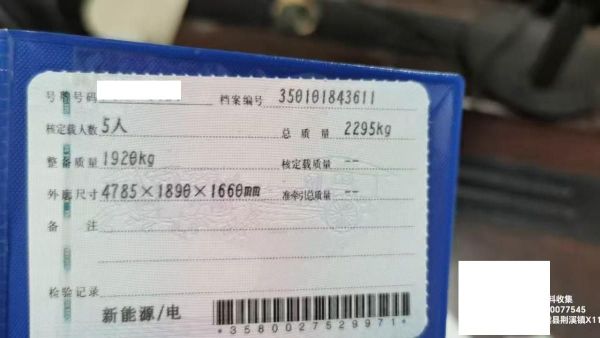 号牌号码 档案编号 350101843611
核定载人数 5人 总质量 2295kg
整备质量 1920kg 核定载质量 --
外廓尺寸 4785×1890×1660mm 准牵引总质量 --
备注
检验记录
新能源/电
*3580027529971*
料收集
0077545
县荆溪镇X11